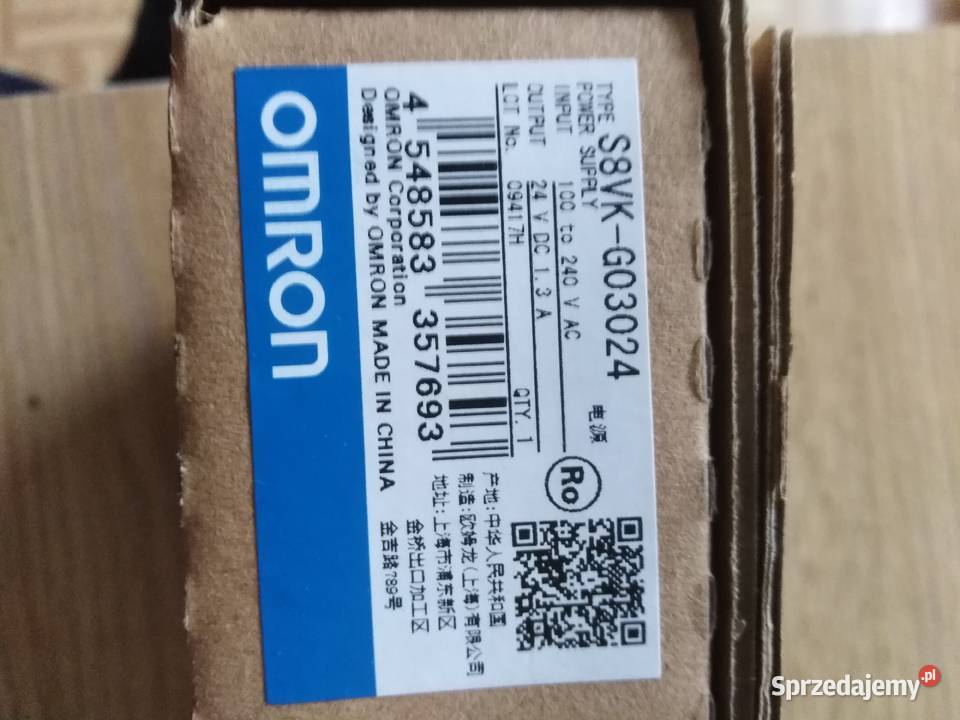 TYPE S8VK-G03024
POWER SUPPLY 电源
INPUT 100 to 240 V AC
OUTPUT 24 V DC 1.3 A
LOT No. 09417H QTY. 1
Ro
4 548583 357693
OMRON Corporation
Designed by OMRON MADE IN CHINA
产地:中华人民共和国
制造:欧姆龙(上海)有限公司
地址:上海市浦东新区
金桥出口加工区
金吉路789号
OMRON
Sprzedajemy.pl